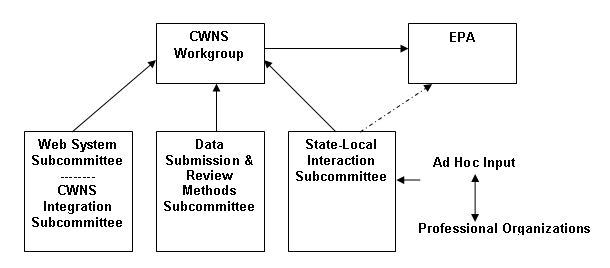 CWNS
Workgroup
EPA
Web System
Subcommittee
--------
CWNS
Integration
Subcommittee
Data
Submission &
Review
Methods
Subcommittee
State-Local
Interaction
Subcommittee
Ad Hoc Input
Professional Organizations